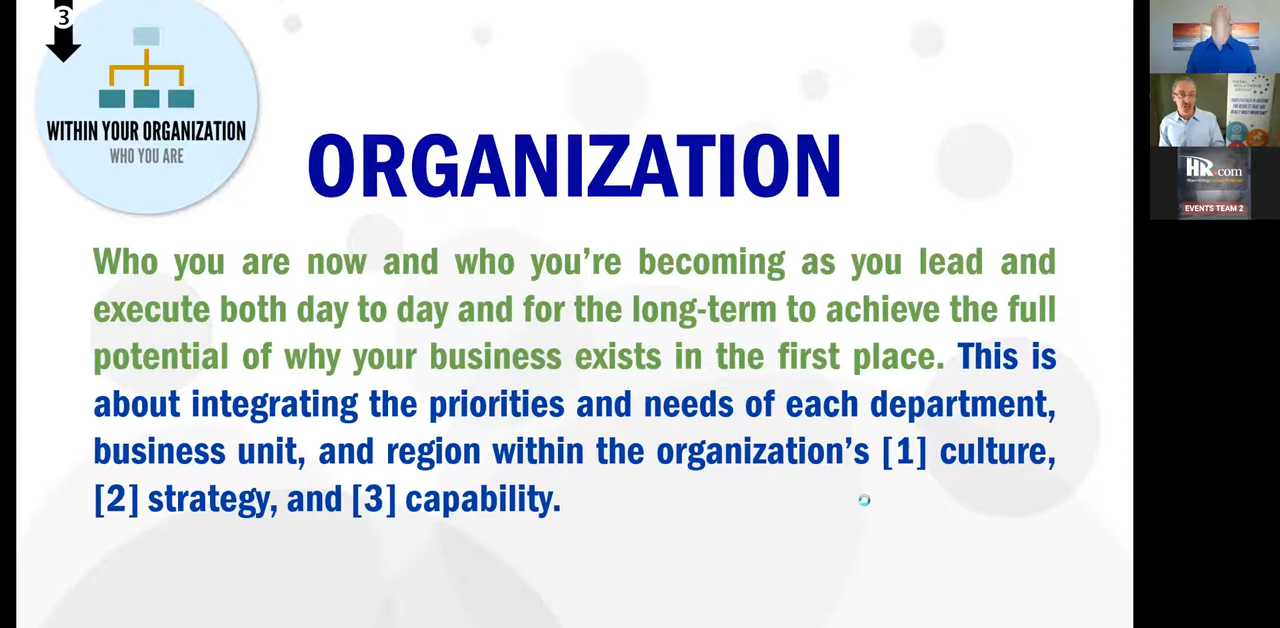 3
WITHIN YOUR ORGANIZATION
WHO YOU ARE
ORGANIZATION
Who you are now and who you’re becoming as you lead and
execute both day to day and for the long-term to achieve the full
potential of why your business exists in the first place. This is
about integrating the priorities and needs of each department,
business unit, and region within the organization’s [1] culture,
[2] strategy, and [3] capability.
HR.com
EVENTS TEAM 2